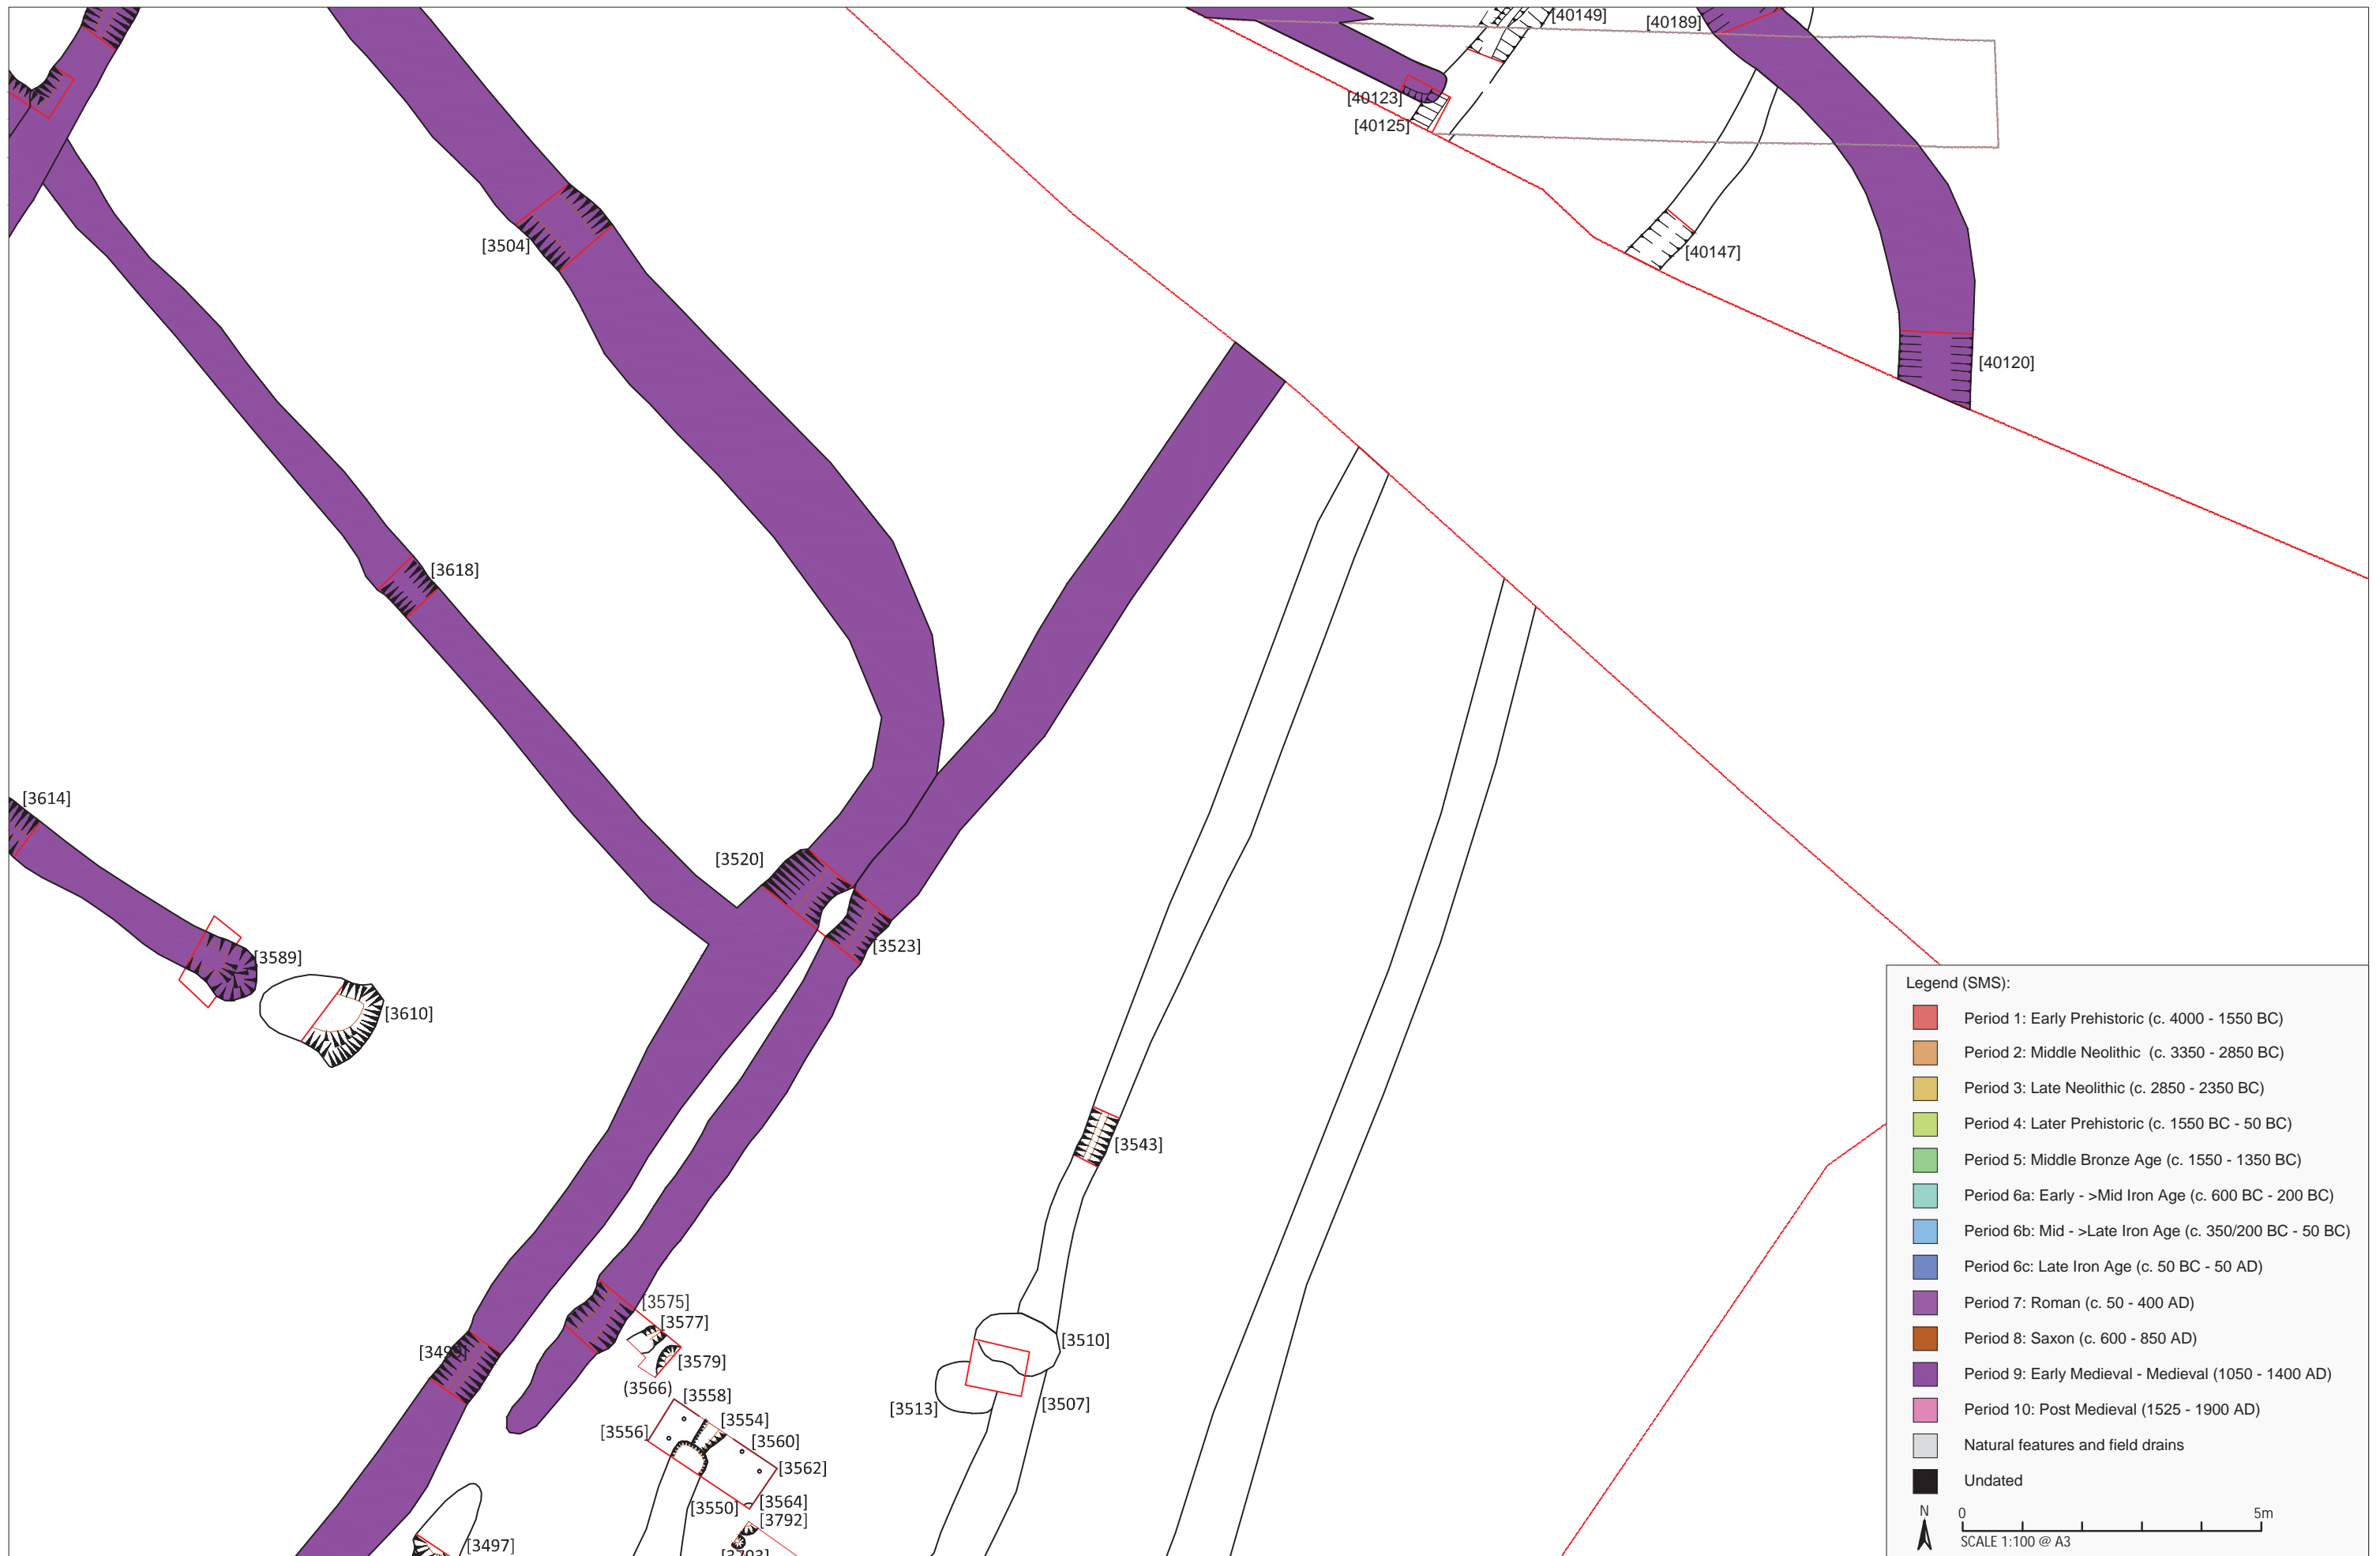 [40149]
[40189]
[40123]
[40125]
[3504]
[40147]
[40120]
[3618]
[3614]
[3520]
[3523]
[3589]
[3610]
[3543]
[3575]
[3577]
[3579]
(3566)
[3510]
[3507]
[3513]
[3558]
[3554]
[3556]
[3560]
[3562]
[3550]
[3564]
[3792]
[3497]
Legend (SMS):
Period 1: Early Prehistoric (c. 4000 - 1550 BC)
Period 2: Middle Neolithic (c. 3350 - 2850 BC)
Period 3: Late Neolithic (c. 2850 - 2350 BC)
Period 4: Later Prehistoric (c. 1550 BC - 50 BC)
Period 5: Middle Bronze Age (c. 1550 - 1350 BC)
Period 6a: Early - >Mid Iron Age (c. 600 BC - 200 BC)
Period 6b: Mid - >Late Iron Age (c. 350/200 BC - 50 BC)
Period 6c: Late Iron Age (c. 50 BC - 50 AD)
Period 7: Roman (c. 50 - 400 AD)
Period 8: Saxon (c. 600 - 850 AD)
Period 9: Early Medieval - Medieval (1050 - 1400 AD)
Period 10: Post Medieval (1525 - 1900 AD)
Natural features and field drains
Undated
N
0 5m
SCALE 1:100 @ A3